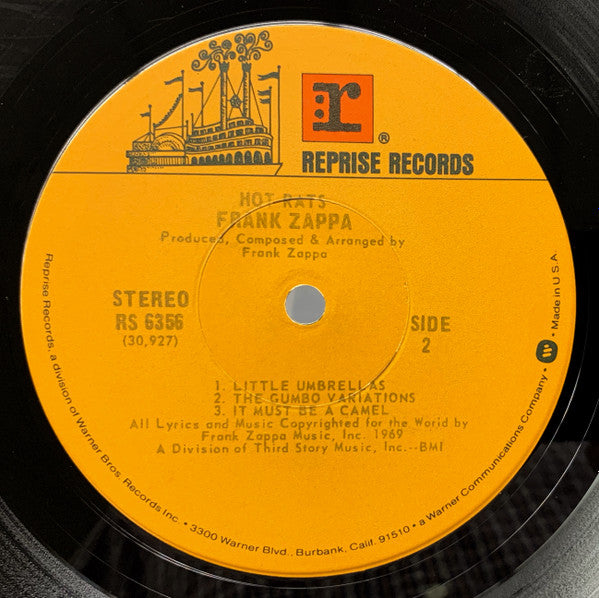 r
®
REPRISE RECORDS
HOT RATS
FRANK ZAPPA
Produced, Composed & Arranged by
Frank Zappa
STEREO
RS 6356
(30,927)
SIDE
2
1. LITTLE UMBRELLAS
2. THE GUMBO VARIATIONS
3. IT MUST BE A CAMEL
All Lyrics and Music Copyrighted for the World by
Frank Zappa Music, Inc. 1969
A Division of Third Story Music, Inc.--BMI
Reprise Records, a division of Warner Bros. Records Inc. • 3300 Warner Blvd., Burbank, Calif. 91510 • a Warner Communications Company • W • Made in U.S.A.